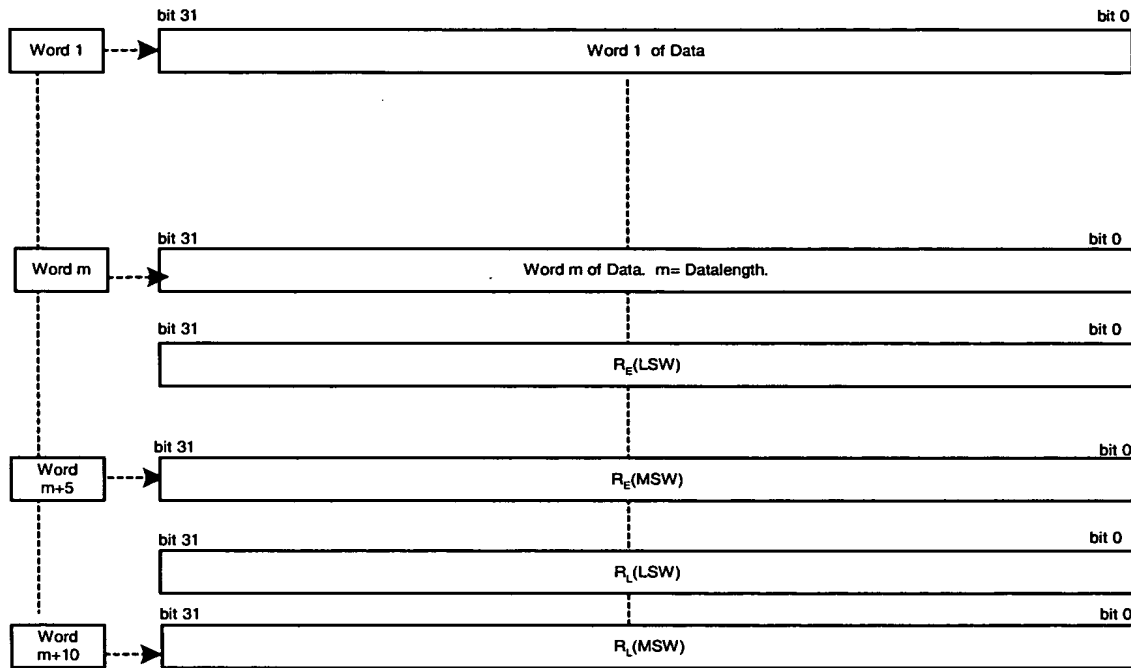 bit 31 bit 0
Word 1 Word 1 of Data
bit 31 bit 0
Word m Word m of Data. m= Datalength.
bit 31 bit 0
R_E(LSW)
bit 31 bit 0
Word
m+5 R_E(MSW)
bit 31 bit 0
R_L(LSW)
bit 31 bit 0
Word
m+10 R_L(MSW)